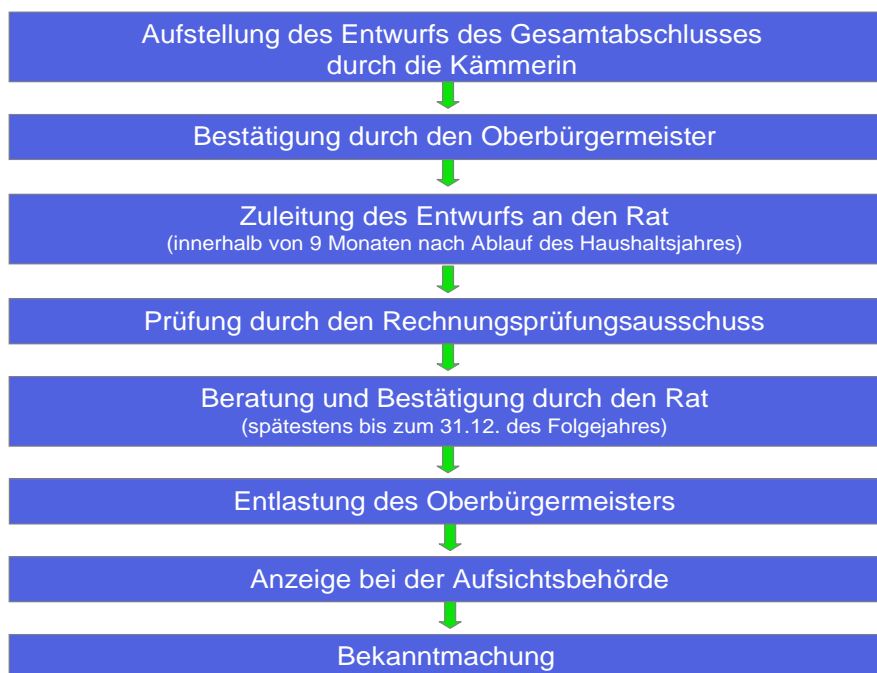 Aufstellung des Entwurfs des Gesamtabschlusses
durch die Kämmerin
Bestätigung durch den Oberbürgermeister
Zuleitung des Entwurfs an den Rat
(innerhalb von 9 Monaten nach Ablauf des Haushaltsjahres)
Prüfung durch den Rechnungsprüfungsausschuss
Beratung und Bestätigung durch den Rat
(spätestens bis zum 31.12. des Folgejahres)
Entlastung des Oberbürgermeisters
Anzeige bei der Aufsichtsbehörde
Bekanntmachung